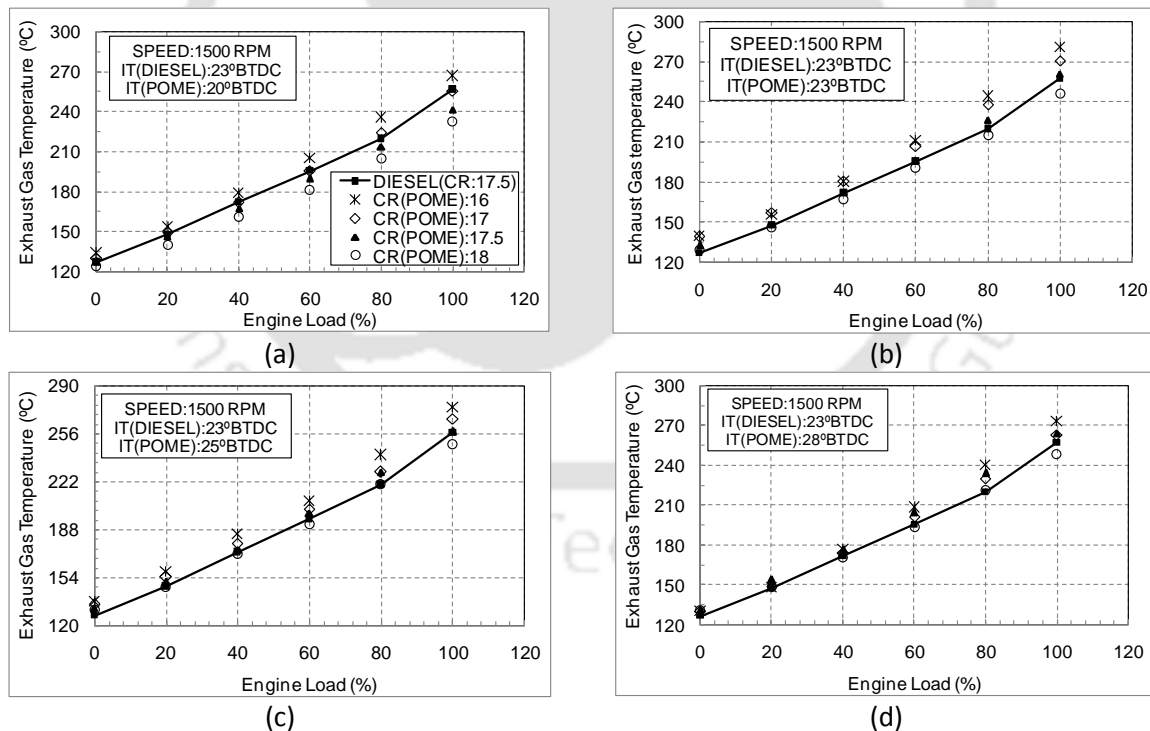 300
270
240
210
180
150
120
Exhaust Gas Temperature (ºC)
SPEED:1500 RPM
IT(DIESEL):23ºBTDC
IT(POME):20ºBTDC
DIESEL(CR:17.5)
CR(POME):16
CR(POME):17
CR(POME):17.5
CR(POME):18
0 20 40 60 80 100 120
Engine Load (%)
(a)
300
270
240
210
180
150
120
Exhaust Gas temperature (ºC)
SPEED:1500 RPM
IT(DIESEL):23ºBTDC
IT(POME):23ºBTDC
0 20 40 60 80 100 120
Engine Load (%)
(b)
290
256
222
188
154
120
Exhaust Gas Temperature (ºC)
SPEED:1500 RPM
IT(DIESEL):23ºBTDC
IT(POME):25ºBTDC
0 20 40 60 80 100 120
Engine Load (%)
(c)
300
270
240
210
180
150
120
Exhaust Gas Temperature (ºC)
SPEED:1500 RPM
IT(DIESEL):23ºBTDC
IT(POME):28ºBTDC
0 20 40 60 80 100 120
Engine Load (%)
(d)